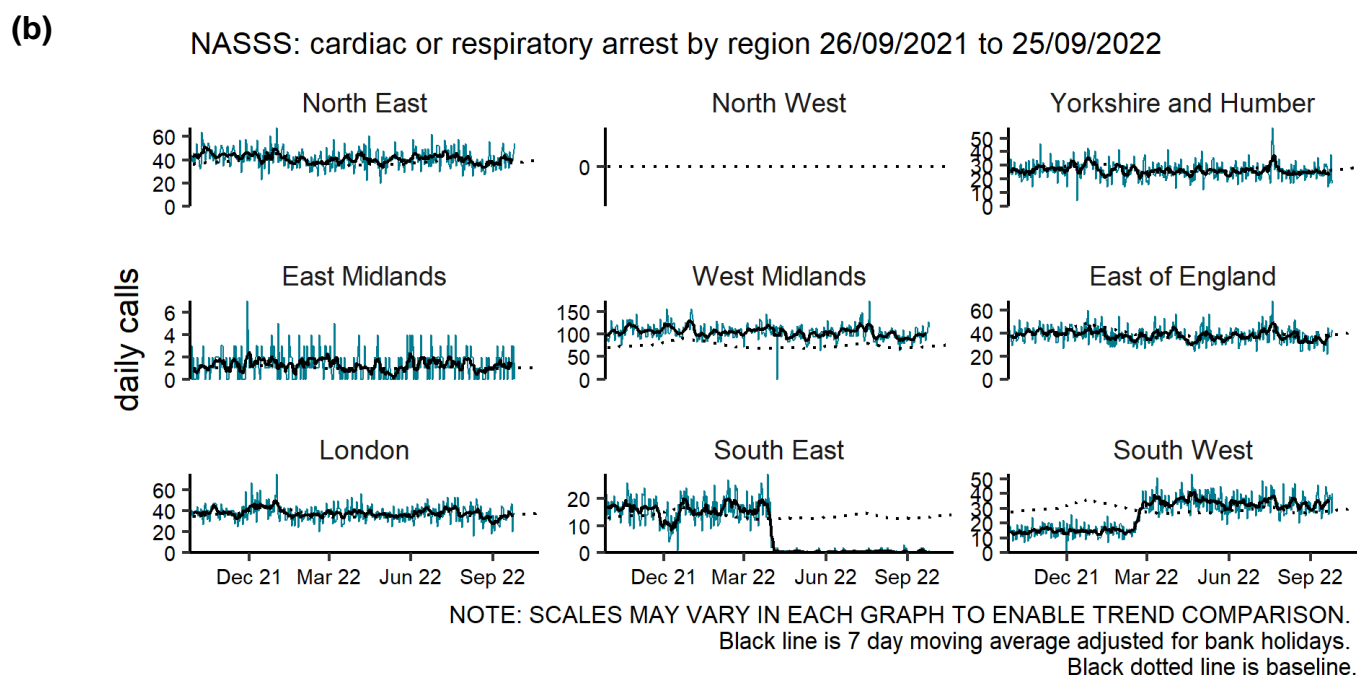 (b)
NASSS: cardiac or respiratory arrest by region 26/09/2021 to 25/09/2022
daily calls
North East
60
40
20
0
North West
0
Yorkshire and Humber
50
40
30
20
10
0
East Midlands
6
4
2
0
West Midlands
150
100
50
0
East of England
60
40
20
0
London
60
40
20
0
Dec 21 Mar 22 Jun 22 Sep 22
South East
20
10
0
Dec 21 Mar 22 Jun 22 Sep 22
South West
50
40
30
20
10
0
Dec 21 Mar 22 Jun 22 Sep 22
NOTE: SCALES MAY VARY IN EACH GRAPH TO ENABLE TREND COMPARISON.
Black line is 7 day moving average adjusted for bank holidays.
Black dotted line is baseline.